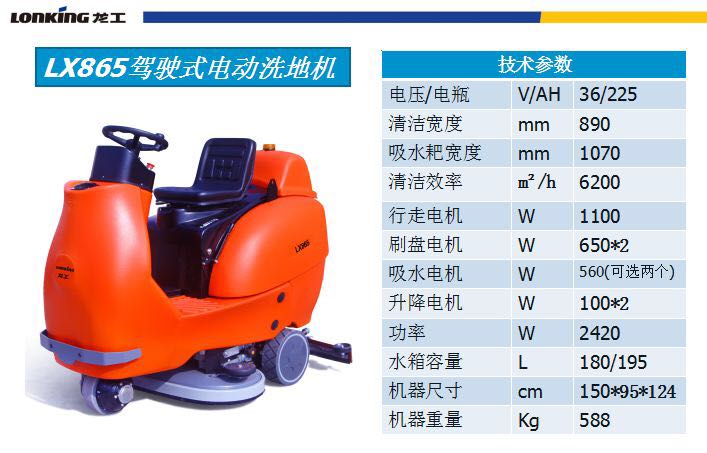 LONKING 龙工
LX865驾驶式电动洗地机
技术参数
电压/电瓶 V/AH 36/225
清洁宽度 mm 890
吸水耙宽度 mm 1070
清洁效率 m²/h 6200
行走电机 W 1100
刷盘电机 W 650*2
吸水电机 W 560(可选两个)
升降电机 W 100*2
功率 W 2420
水箱容量 L 180/195
机器尺寸 cm 150*95*124
机器重量 Kg 588
LONKING
龙工
LX865